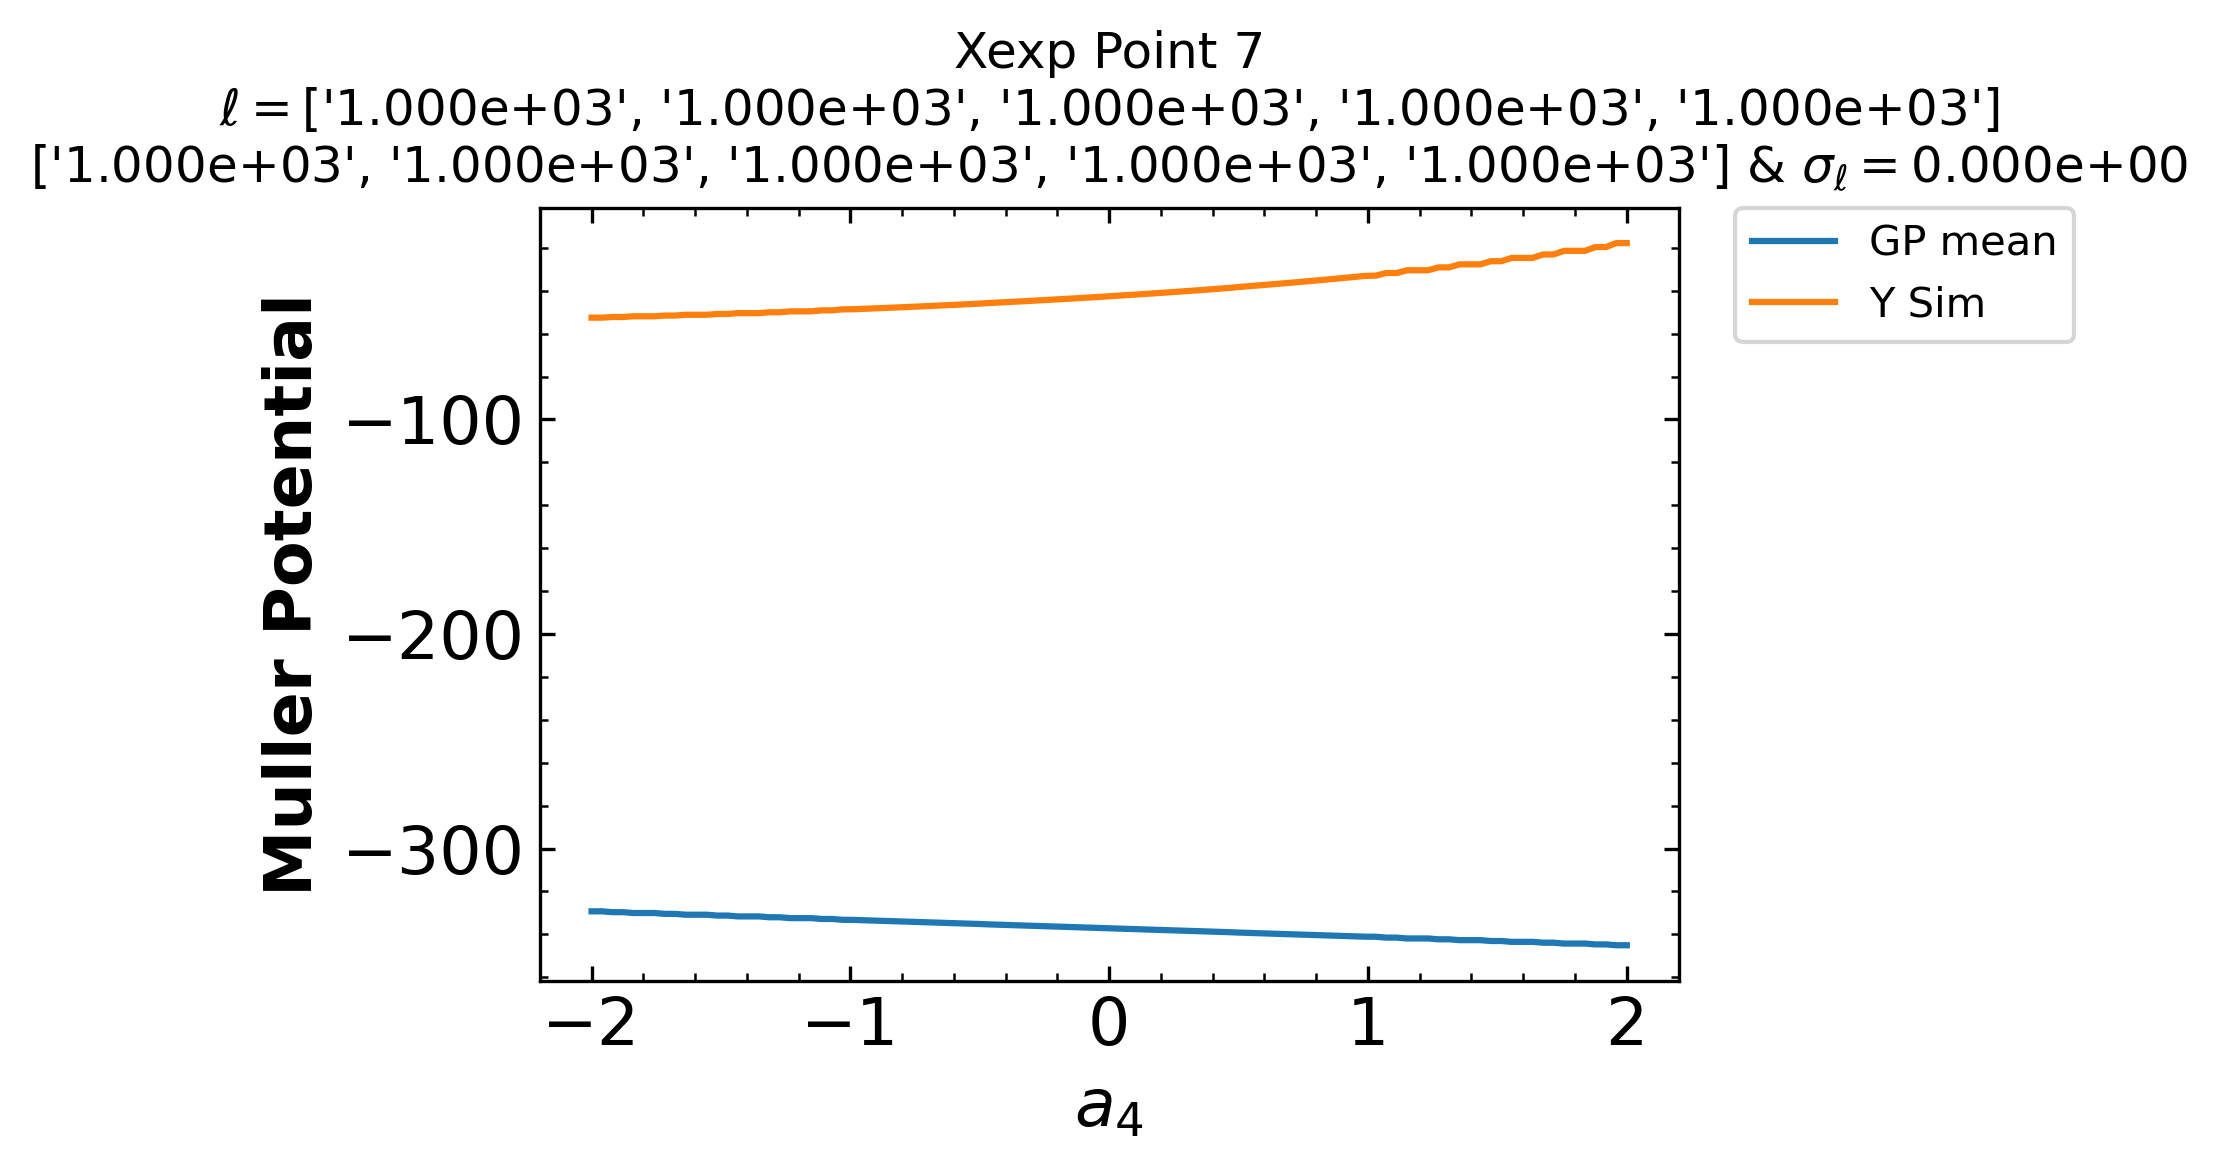 Xexp Point 7
ℓ = ['1.000e+03', '1.000e+03', '1.000e+03', '1.000e+03', '1.000e+03']
['1.000e+03', '1.000e+03', '1.000e+03', '1.000e+03', '1.000e+03'] & σ_ℓ = 0.000e+00
GP mean
Y Sim
Muller Potential
−100
−200
−300
−2 −1 0 1 2
a₄